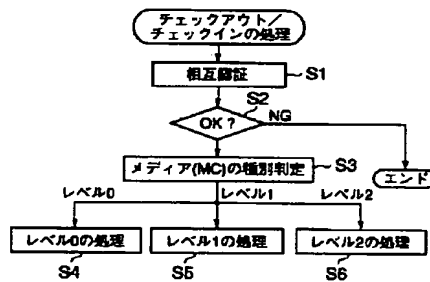 チェックアウト／
チェックインの処理
相互認証
S1
S2
OK？
NG
メディア(MC)の種別判定
S3
エンド
レベル0
レベル1
レベル2
レベル0の処理
レベル1の処理
レベル2の処理
S4
S5
S6